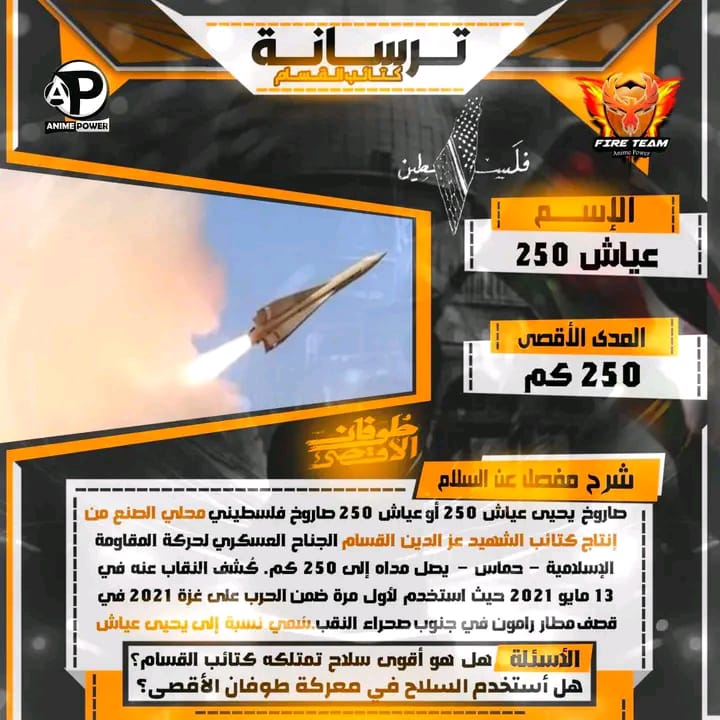 ترسانة
كتائب القسام
AP
ANIME POWER
FIRE TEAM
Anime Power
فلسطين
الإسم
عياش 250
المدى الأقصى
250 كم
طوفان
الأقصى
شرح مفصل عن السلام
صاروخ يحيى عياش 250 أو عياش 250 صاروخ فلسطيني محلي الصنع من
إنتاج كتائب الشهيد عز الدين القسام الجناح العسكري لحركة المقاومة
الإسلامية - حماس - يصل مداه إلى 250 كم. كُشف النقاب عنه في
13 مايو 2021 حيث استخدم لأول مرة ضمن الحرب على غزة 2021 في
قصف مطار رامون في جنوب صحراء النقب.سُمي نسبة إلى يحيى عياش
الأسئلة هل هو أقوى سلاح تمتلكه كتائب القسام؟
هل أستخدم السلاح في معركة طوفان الأقصى؟